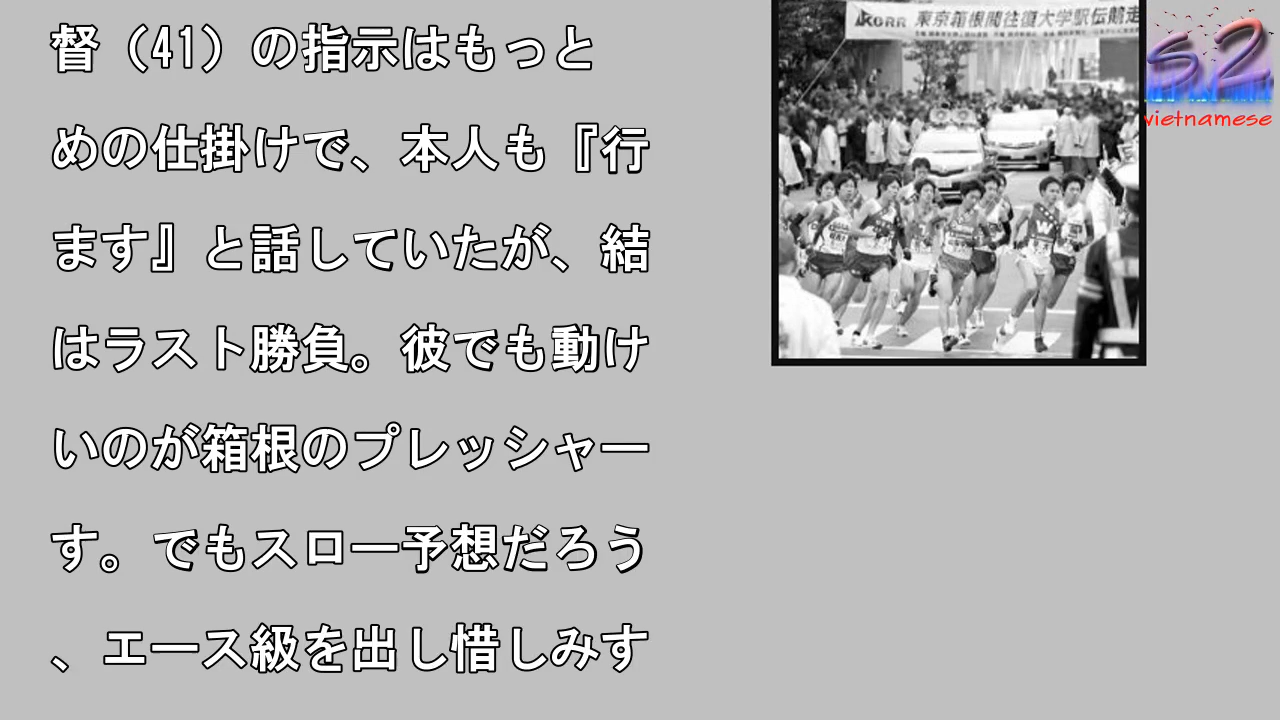 督（41）の指示はもっと
めの仕掛けで、本人も『行
ます』と話していたが、結
はラスト勝負。彼でも動け
いのが箱根のプレッシャー
す。でもスロー予想だろう
、エース級を出し惜しみす
KORR 東京箱根間往復大学駅伝競走
W
s2
vietnamese